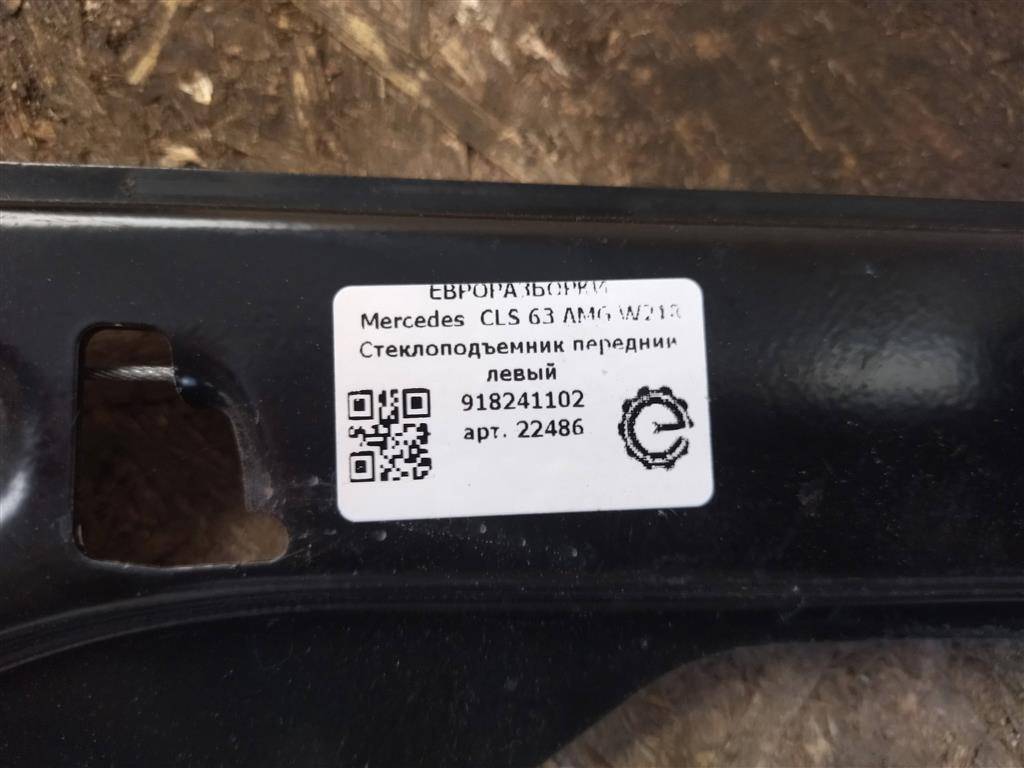 ЕВРОРАЗБОРКИ
Mercedes CLS 63 AMG W218
Стеклоподъемник передний
левый
918241102
арт. 22486